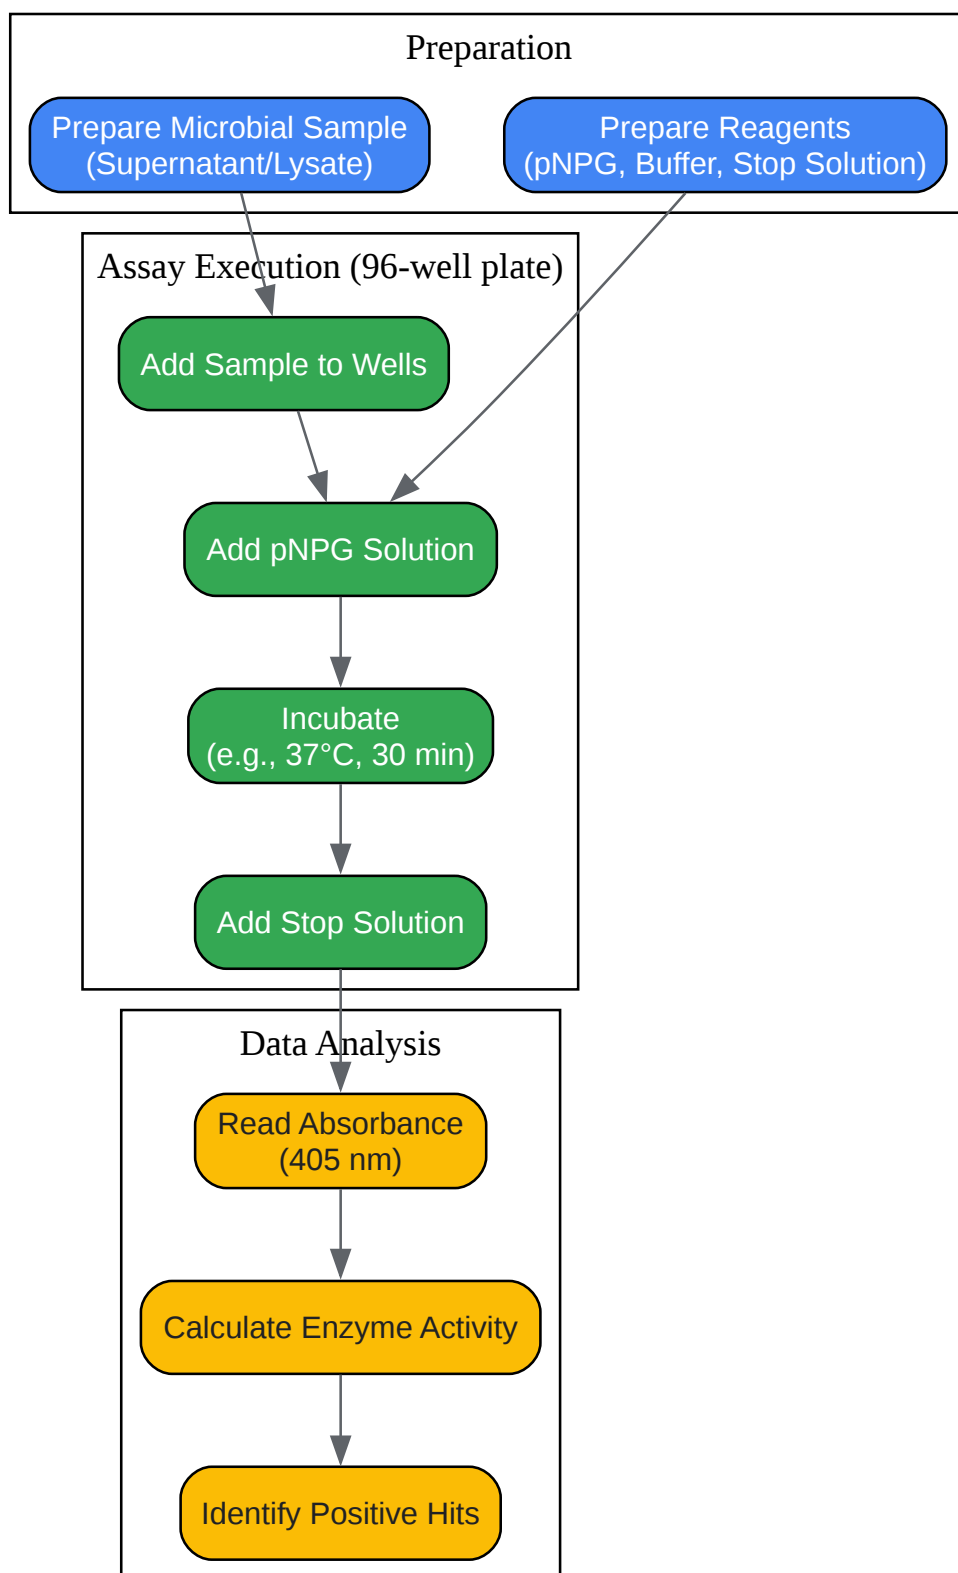 Preparation
Prepare Microbial Sample
(Supernatant/Lysate)
Prepare Reagents
(pNPG, Buffer, Stop Solution)
Assay Execution (96-well plate)
Add Sample to Wells
Add pNPG Solution
Incubate
(e.g., 37°C, 30 min)
Add Stop Solution
Data Analysis
Read Absorbance
(405 nm)
Calculate Enzyme Activity
Identify Positive Hits